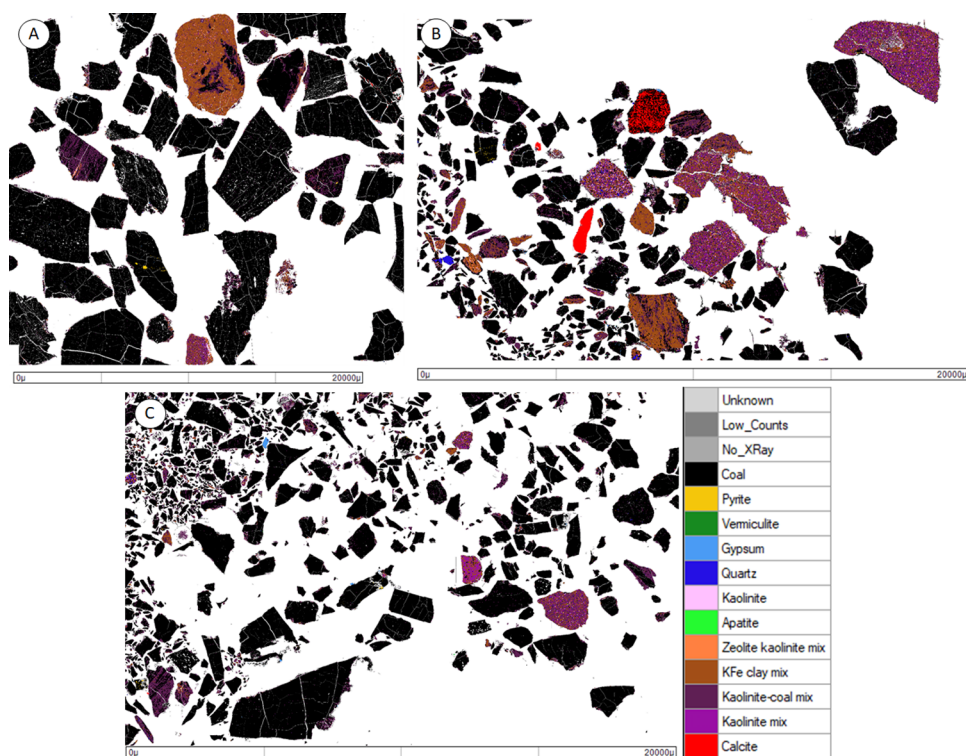 A
B
0μ 20000μ
0μ 20000μ
C
0μ 20000μ
Unknown
Low_Counts
No_XRay
Coal
Pyrite
Vermiculite
Gypsum
Quartz
Kaolinite
Apatite
Zeolite kaolinite mix
KFe clay mix
Kaolinite-coal mix
Kaolinite mix
Calcite